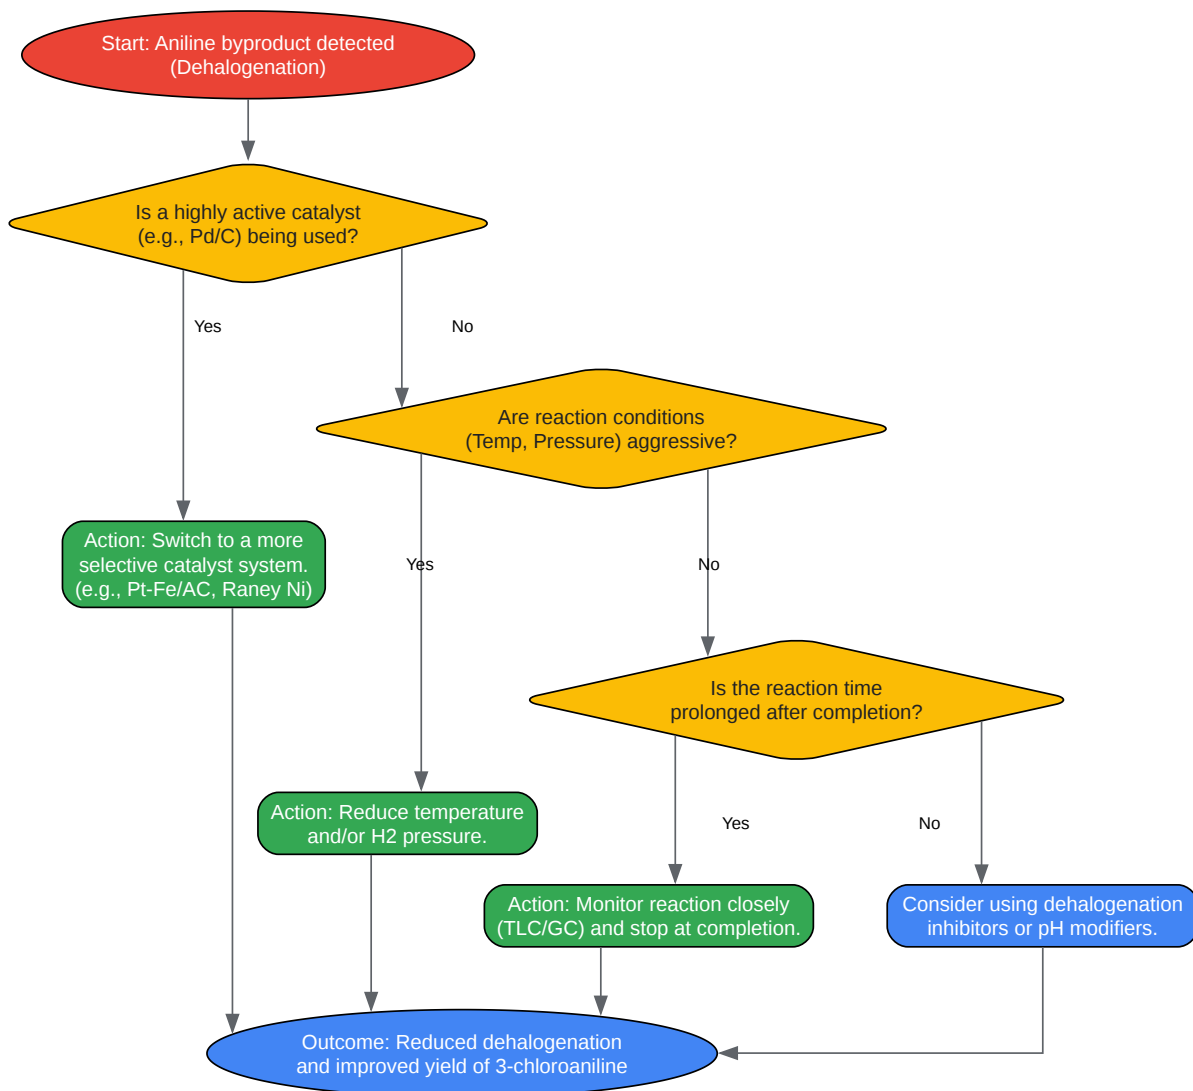 Start: Aniline byproduct detected
(Dehalogenation)
Is a highly active catalyst
(e.g., Pd/C) being used?
Yes
No
Are reaction conditions
(Temp, Pressure) aggressive?
Action: Switch to a more
selective catalyst system.
(e.g., Pt-Fe/AC, Raney Ni)
Yes
No
Is the reaction time
prolonged after completion?
Action: Reduce temperature
and/or H2 pressure.
Yes
No
Action: Monitor reaction closely
(TLC/GC) and stop at completion.
Consider using dehalogenation
inhibitors or pH modifiers.
Outcome: Reduced dehalogenation
and improved yield of 3-chloroaniline